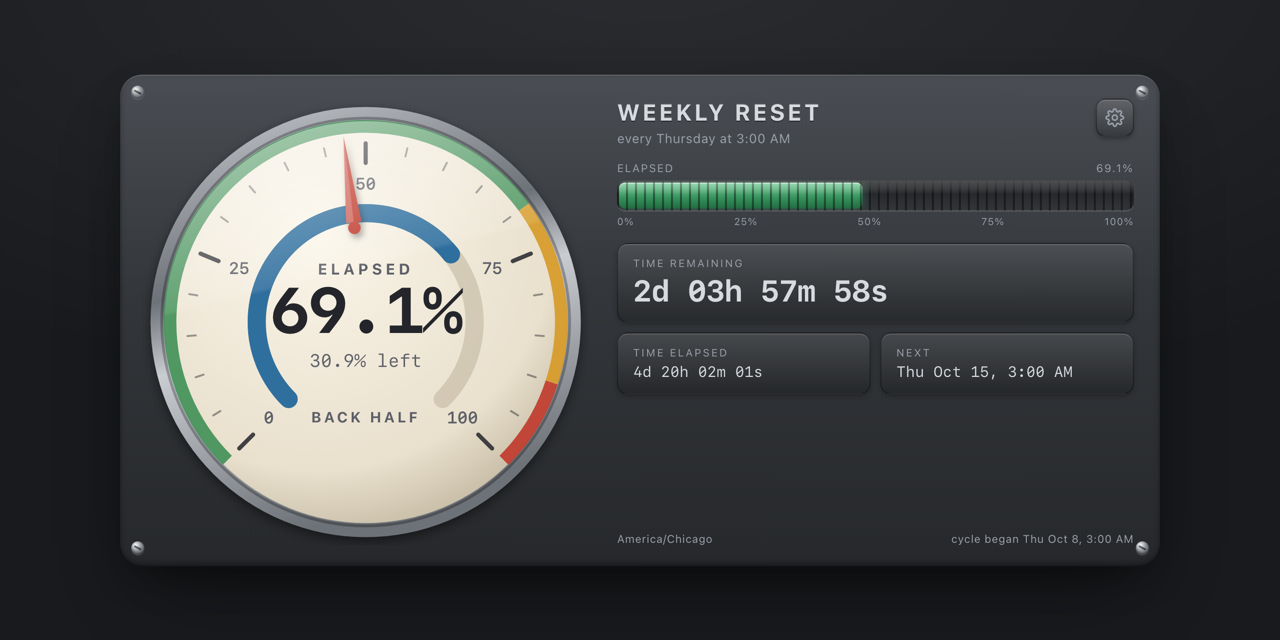 50
25
75
ELAPSED
69.1%
30.9% left
0
BACK HALF
100
WEEKLY RESET
every Thursday at 3:00 AM
ELAPSED
69.1%
0%
25%
50%
75%
100%
TIME REMAINING
2d 03h 57m 58s
TIME ELAPSED
4d 20h 02m 01s
NEXT
Thu Oct 15, 3:00 AM
America/Chicago
cycle began Thu Oct 8, 3:00 AM